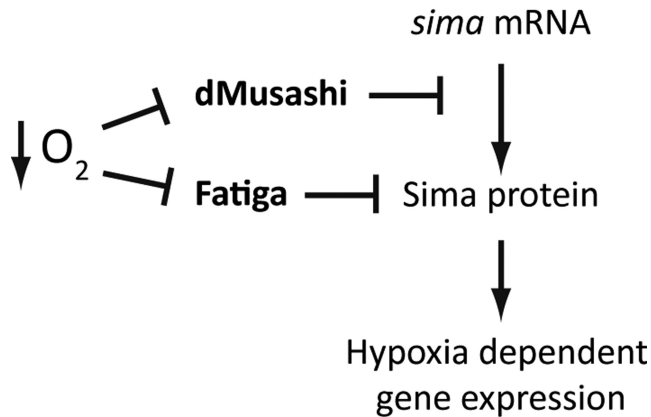 sima mRNA
dMusashi
O2
Fatiga
Sima protein
Hypoxia dependent
gene expression